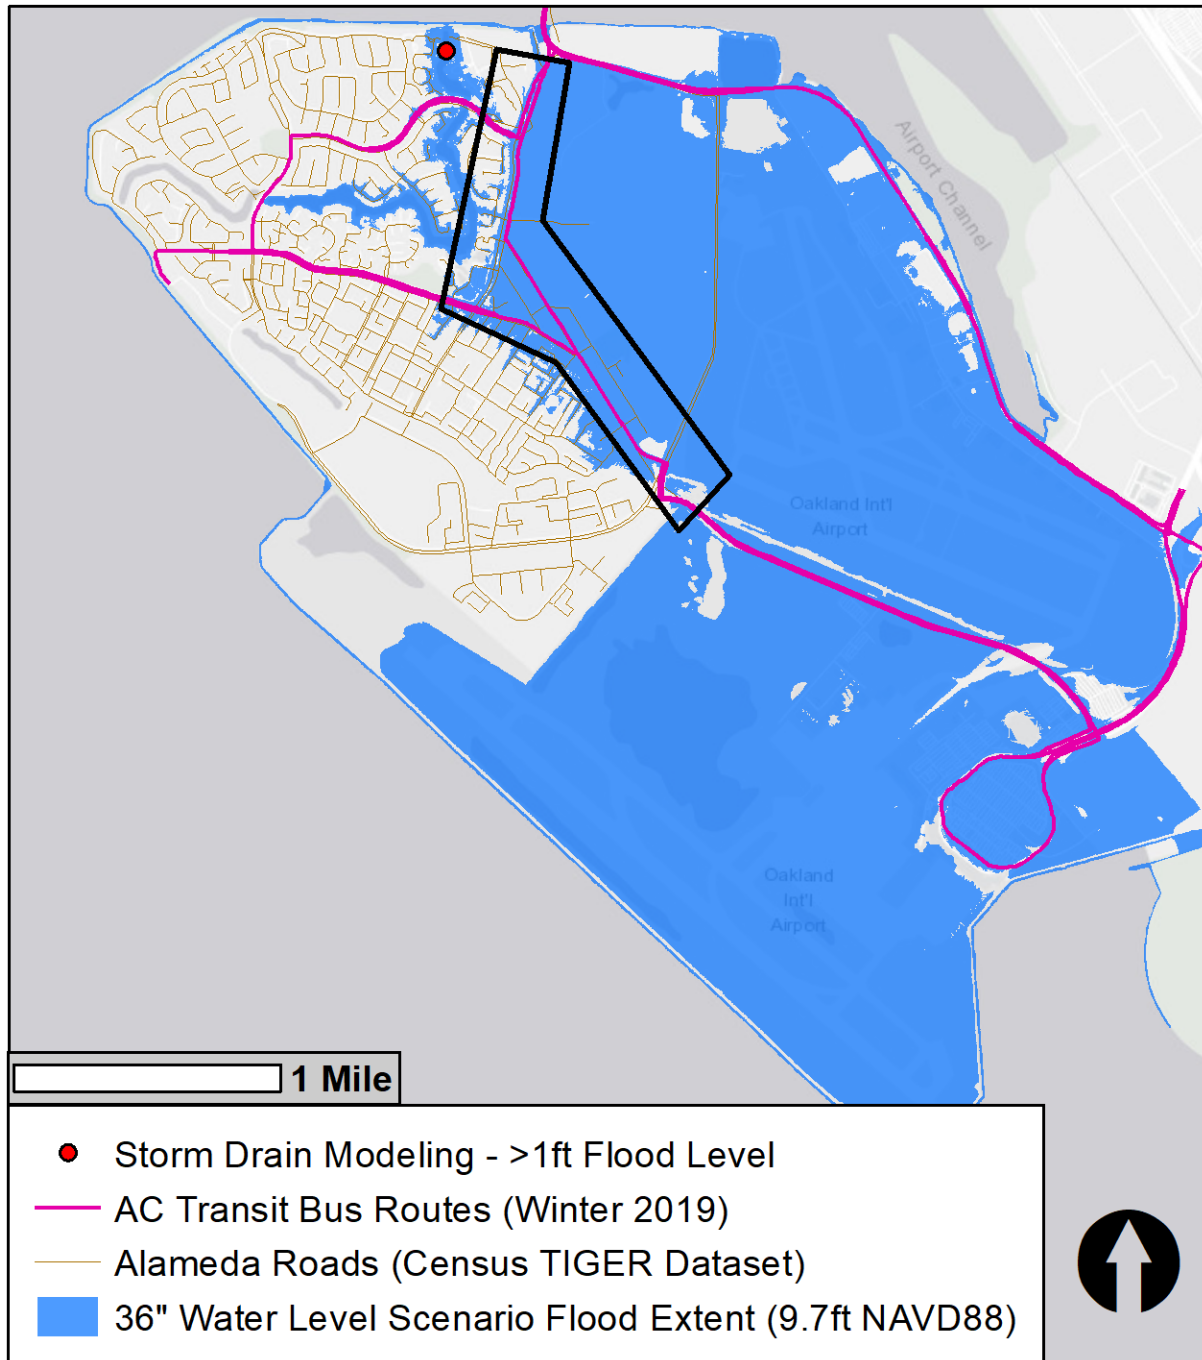 Airport Channel
Oakland Int'l
Airport
Oakland
Int'l
Airport
1 Mile
Storm Drain Modeling - >1ft Flood Level
AC Transit Bus Routes (Winter 2019)
Alameda Roads (Census TIGER Dataset)
36" Water Level Scenario Flood Extent (9.7ft NAVD88)